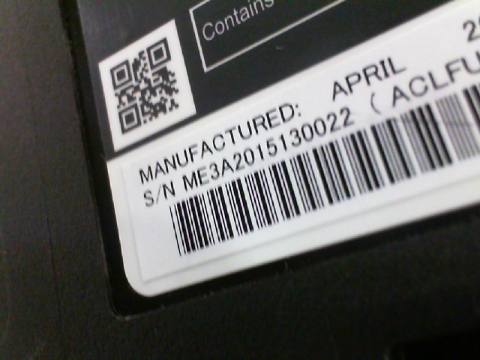 Contains
MANUFACTURED: APRIL
S/N ME3A2015130022 (ACLFU